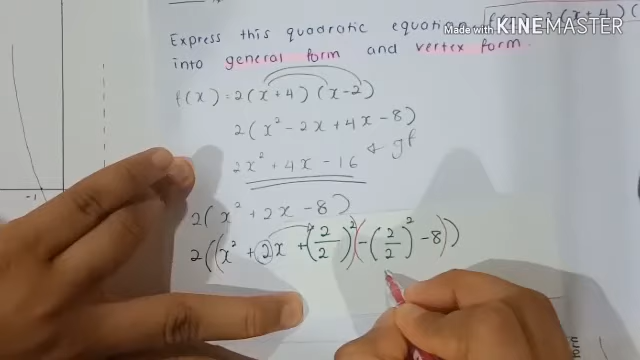 Made with KINEMASTER
Express this quadratic equation
into general form and vertex form.
f(x) = 2(x+4)(x-2)
2(x² - 2x + 4x - 8)
2x² + 4x - 16 ← gf
2(x² + 2x - 8)
2((x² + 2x + (2/2)²)(-(2/2)² - 8))
-1